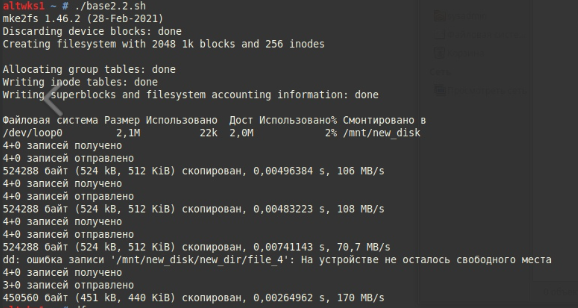 altwks1 ~ # ./base2.2.sh
mke2fs 1.46.2 (28-Feb-2021)
Discarding device blocks: done
Creating filesystem with 2048 1k blocks and 256 inodes
Allocating group tables: done
Writing inode tables: done
Writing superblocks and filesystem accounting information: done
Файловая система Размер Использовано Дост Использовано% Смонтировано в
/dev/loop0 2,1M 22k 2,0M 2% /mnt/new_disk
4+0 записей получено
4+0 записей отправлено
524288 байт (524 kB, 512 KiB) скопирован, 0,00496384 s, 106 MB/s
4+0 записей получено
4+0 записей отправлено
524288 байт (524 kB, 512 KiB) скопирован, 0,00483223 s, 108 MB/s
4+0 записей получено
4+0 записей отправлено
524288 байт (524 kB, 512 KiB) скопирован, 0,00741143 s, 70,7 MB/s
dd: ошибка записи '/mnt/new_disk/new_dir/file_4': На устройстве не осталось свободного места
4+0 записей получено
3+0 записей отправлено
450560 байт (451 kB, 440 KiB) скопирован, 0,00264962 s, 170 MB/s